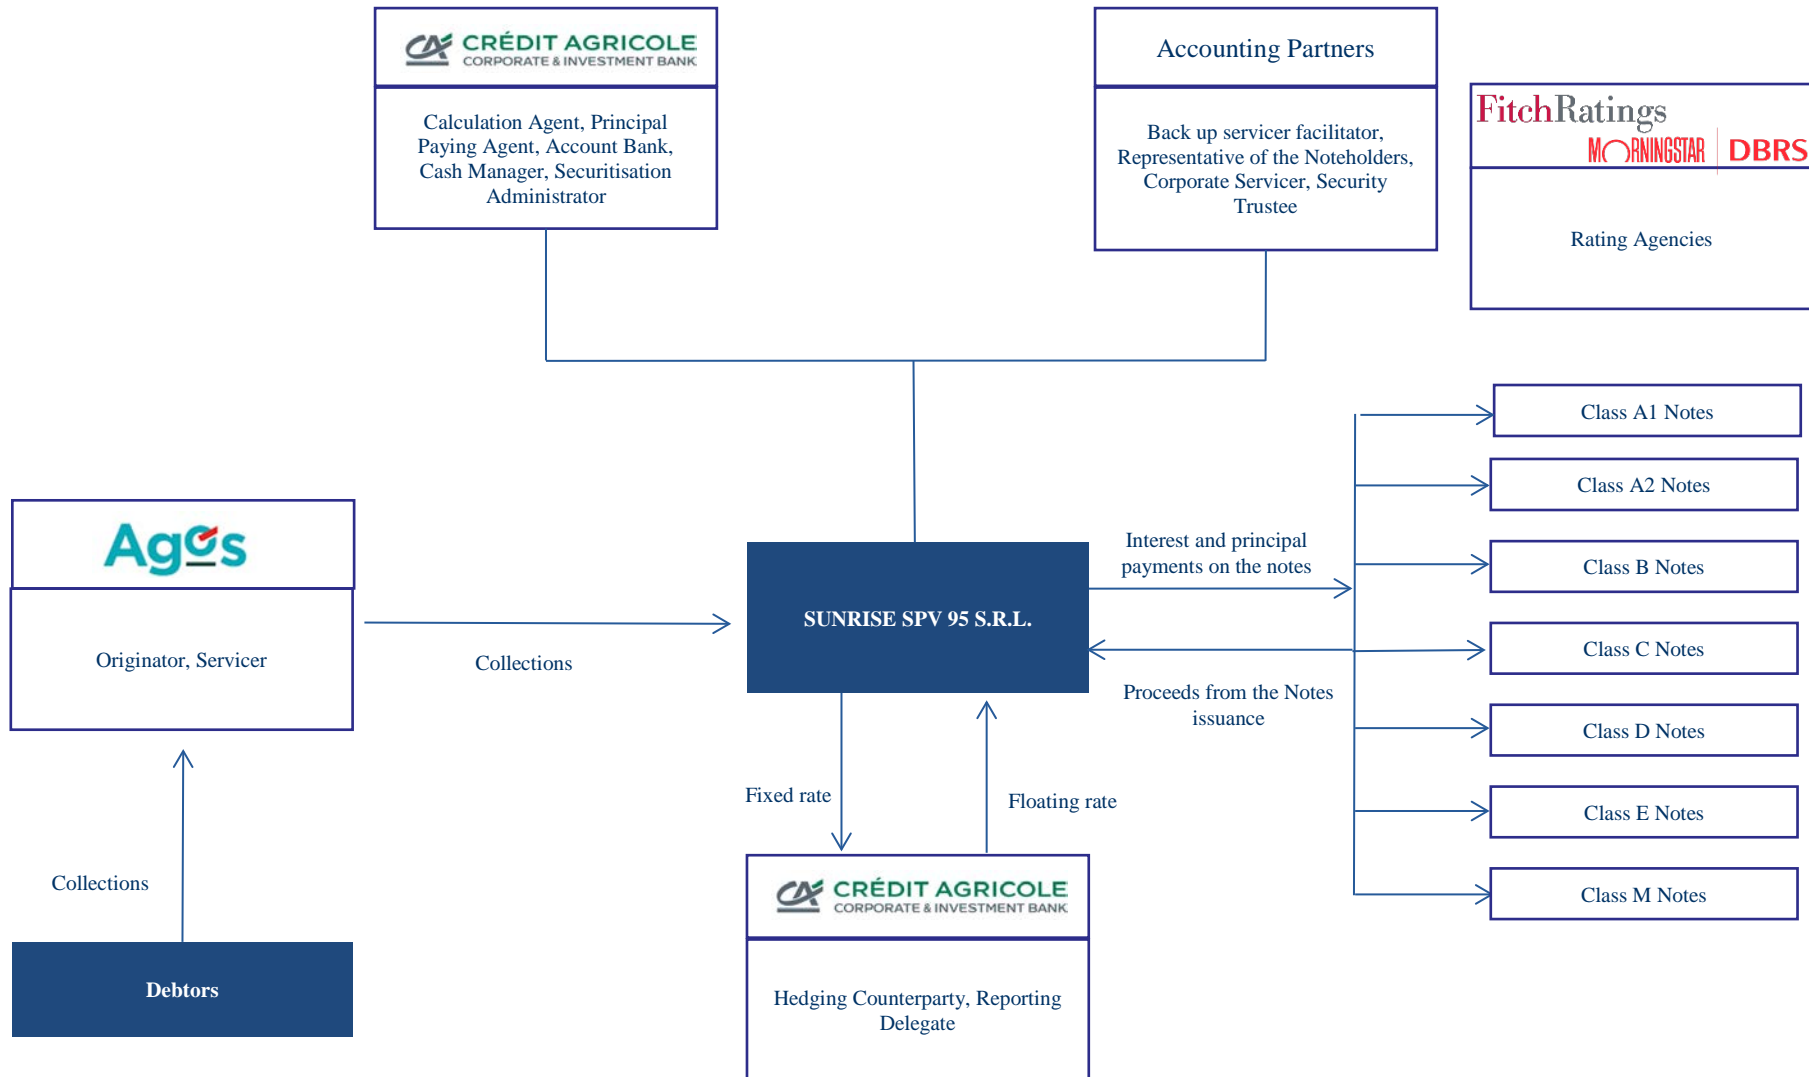 CRÉDIT AGRICOLE
CORPORATE & INVESTMENT BANK
Calculation Agent, Principal
Paying Agent, Account Bank,
Cash Manager, Securitisation
Administrator
Accounting Partners
Back up servicer facilitator,
Representative of the Noteholders,
Corporate Servicer, Security
Trustee
FitchRatings
MORNINGSTAR DBRS
Rating Agencies
Agos
Originator, Servicer
Collections
Collections
Debtors
SUNRISE SPV 95 S.R.L.
Interest and principal
payments on the notes
Proceeds from the Notes
issuance
Fixed rate
Floating rate
CRÉDIT AGRICOLE
CORPORATE & INVESTMENT BANK
Hedging Counterparty, Reporting
Delegate
Class A1 Notes
Class A2 Notes
Class B Notes
Class C Notes
Class D Notes
Class E Notes
Class M Notes